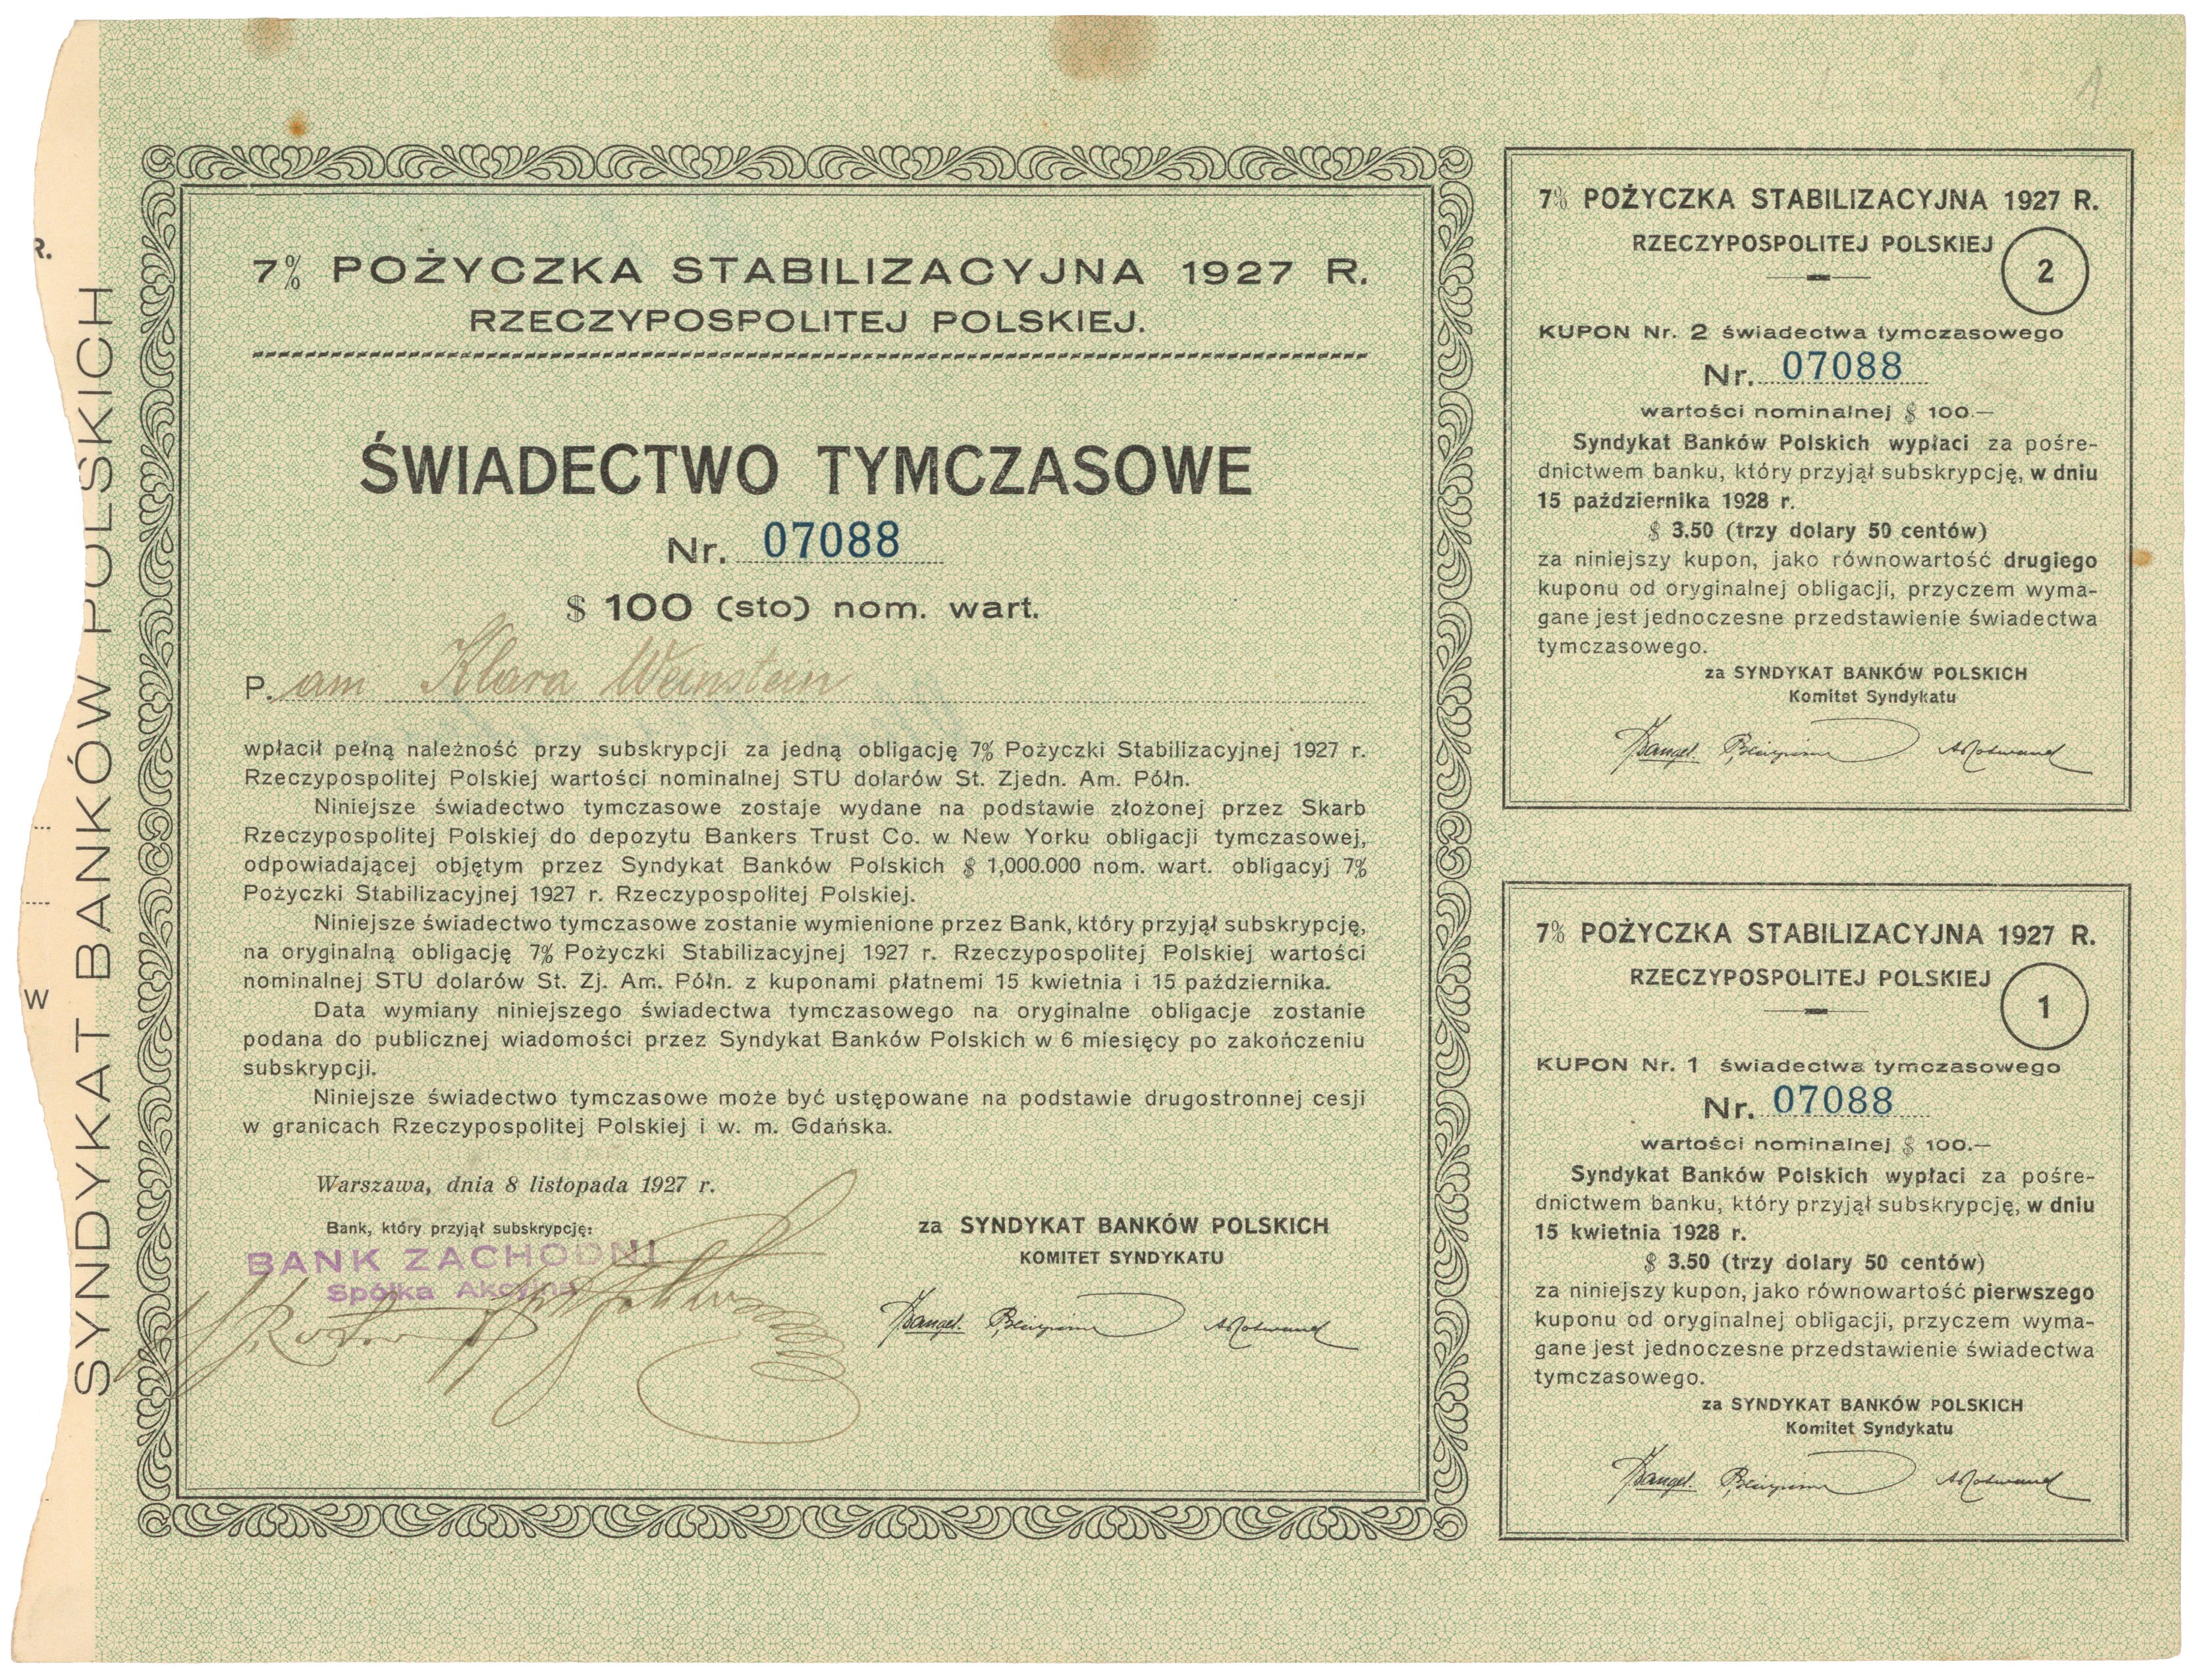 R.
W
SYNDYKAT BANKÓW POLSKICH
7% POŻYCZKA STABILIZACYJNA 1927 R.
RZECZYPOSPOLITEJ POLSKIEJ.
ŚWIADECTWO TYMCZASOWE
Nr. 07088
$ 100 (sto) nom. wart.
P. ani Klara Weinstein
wpłacił pełną należność przy subskrypcji za jedną obligację 7% Pożyczki Stabilizacyjnej 1927 r.
Rzeczypospolitej Polskiej wartości nominalnej STU dolarów St. Zjedn. Am. Półn.
Niniejsze świadectwo tymczasowe zostaje wydane na podstawie złożonej przez Skarb
Rzeczypospolitej Polskiej do depozytu Bankers Trust Co. w New Yorku obligacji tymczasowej,
odpowiadającej objętym przez Syndykat Banków Polskich $ 1,000.000 nom. wart. obligacyj 7%
Pożyczki Stabilizacyjnej 1927 r. Rzeczypospolitej Polskiej.
Niniejsze świadectwo tymczasowe zostanie wymienione przez Bank, który przyjął subskrypcję,
na oryginalną obligację 7% Pożyczki Stabilizacyjnej 1927 r. Rzeczypospolitej Polskiej wartości
nominalnej STU dolarów St. Zj. Am. Półn. z kuponami płatnemi 15 kwietnia i 15 października.
Data wymiany niniejszego świadectwa tymczasowego na oryginalne obligacje zostanie
podana do publicznej wiadomości przez Syndykat Banków Polskich w 6 miesięcy po zakończeniu
subskrypcji.
Niniejsze świadectwo tymczasowe może być ustępowane na podstawie drugostronnej cesji
w granicach Rzeczypospolitej Polskiej i w. m. Gdańska.
Warszawa, dnia 8 listopada 1927 r.
Bank, który przyjął subskrypcję:
BANK ZACHODNI
Spółka Akcyjna
za SYNDYKAT BANKÓW POLSKICH
KOMITET SYNDYKATU
1
7% POŻYCZKA STABILIZACYJNA 1927 R.
RZECZYPOSPOLITEJ POLSKIEJ
2
KUPON Nr. 2 świadectwa tymczasowego
Nr. 07088
wartości nominalnej $ 100.—
Syndykat Banków Polskich wypłaci za pośre-
dnictwem banku, który przyjął subskrypcję, w dniu
15 października 1928 r.
$ 3.50 (trzy dolary 50 centów)
za niniejszy kupon, jako równowartość drugiego
kuponu od oryginalnej obligacji, przyczem wyma-
gane jest jednoczesne przedstawienie świadectwa
tymczasowego.
za SYNDYKAT BANKÓW POLSKICH
Komitet Syndykatu
7% POŻYCZKA STABILIZACYJNA 1927 R.
RZECZYPOSPOLITEJ POLSKIEJ
1
KUPON Nr. 1 świadectwa tymczasowego
Nr. 07088
wartości nominalnej $ 100.—
Syndykat Banków Polskich wypłaci za pośre-
dnictwem banku, który przyjął subskrypcję, w dniu
15 kwietnia 1928 r.
$ 3.50 (trzy dolary 50 centów)
za niniejszy kupon, jako równowartość pierwszego
kuponu od oryginalnej obligacji, przyczem wyma-
gane jest jednoczesne przedstawienie świadectwa
tymczasowego.
za SYNDYKAT BANKÓW POLSKICH
Komitet Syndykatu